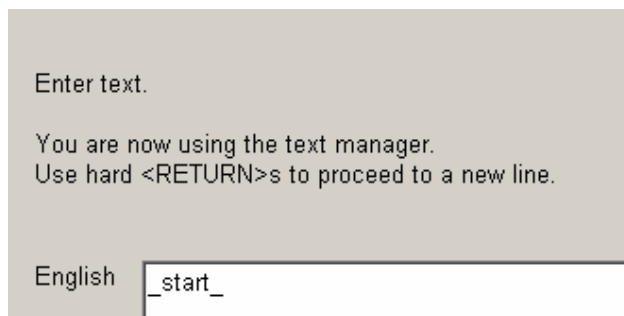 Enter text.
You are now using the text manager.
Use hard <RETURN>s to proceed to a new line.
English
_start_